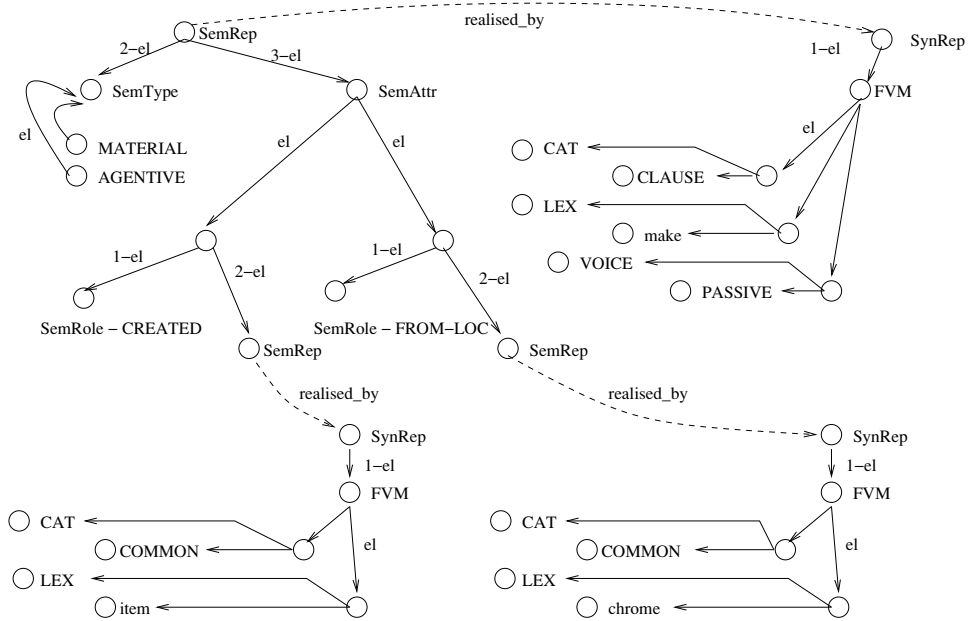 realised_by
SemRep
SynRep
2−el
3−el
1−el
SemType
SemAttr
FVM
el
el
el
el
MATERIAL
CAT
AGENTIVE
CLAUSE
LEX
make
1−el
2−el
1−el
2−el
VOICE
PASSIVE
SemRole − CREATED
SemRole − FROM−LOC
SemRep
SemRep
realised_by
realised_by
SynRep
SynRep
1−el
1−el
FVM
FVM
CAT
CAT
COMMON
el
COMMON
el
LEX
LEX
item
chrome